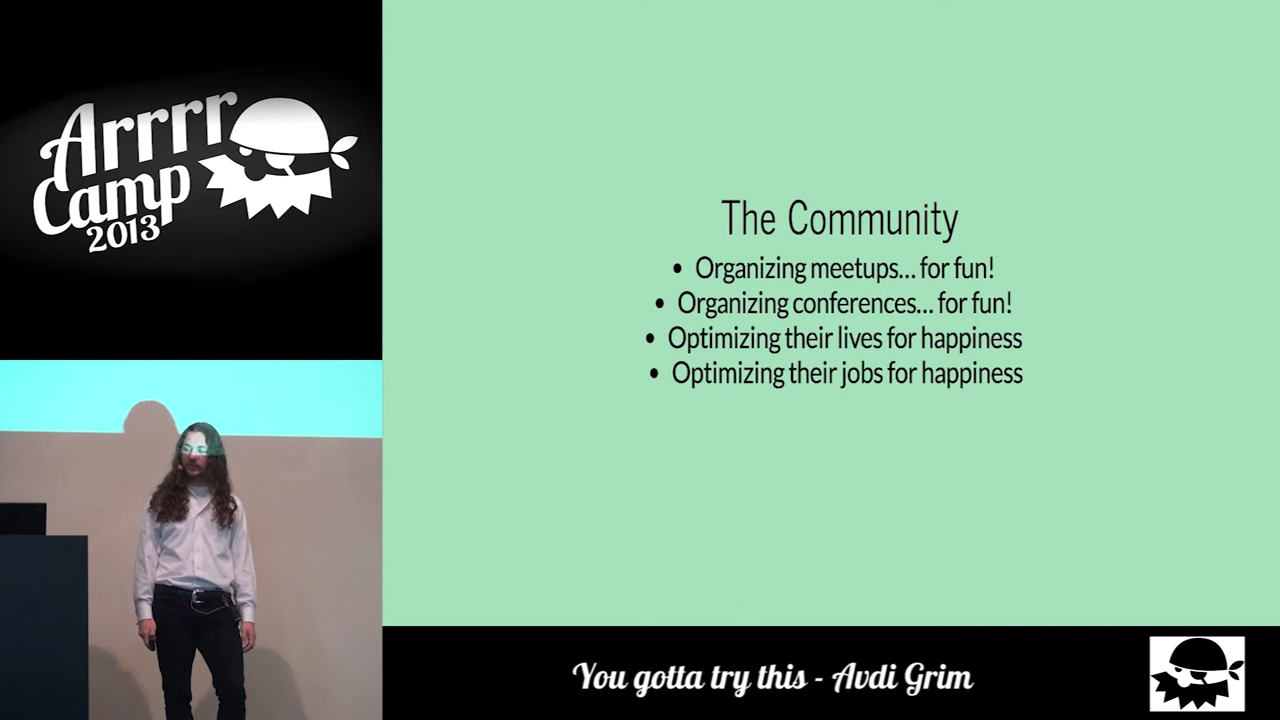 Arrrr
Camp
2013
The Community
• Organizing meetups... for fun!
• Organizing conferences... for fun!
• Optimizing their lives for happiness
• Optimizing their jobs for happiness
You gotta try this - Avdi Grim